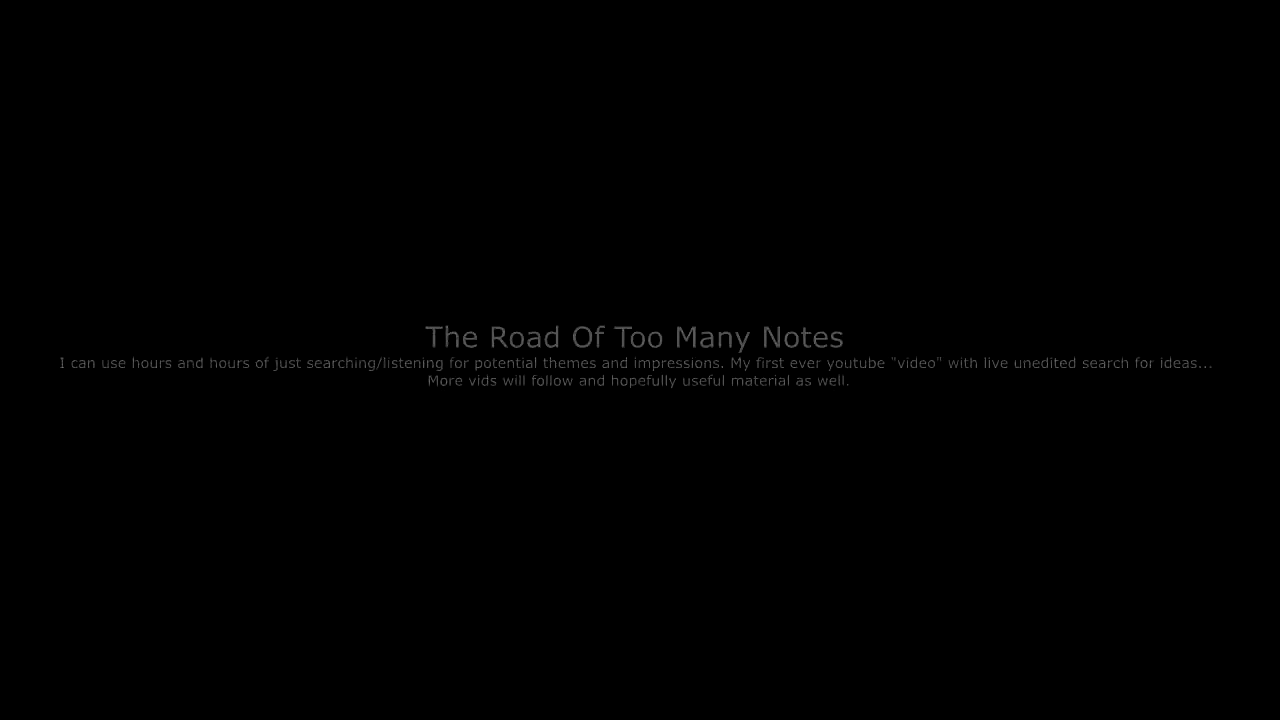 The Road Of Too Many Notes
I can use hours and hours of just searching/listening for potential themes and impressions. My first ever youtube "video" with live unedited search for ideas...
More vids will follow and hopefully useful material as well.